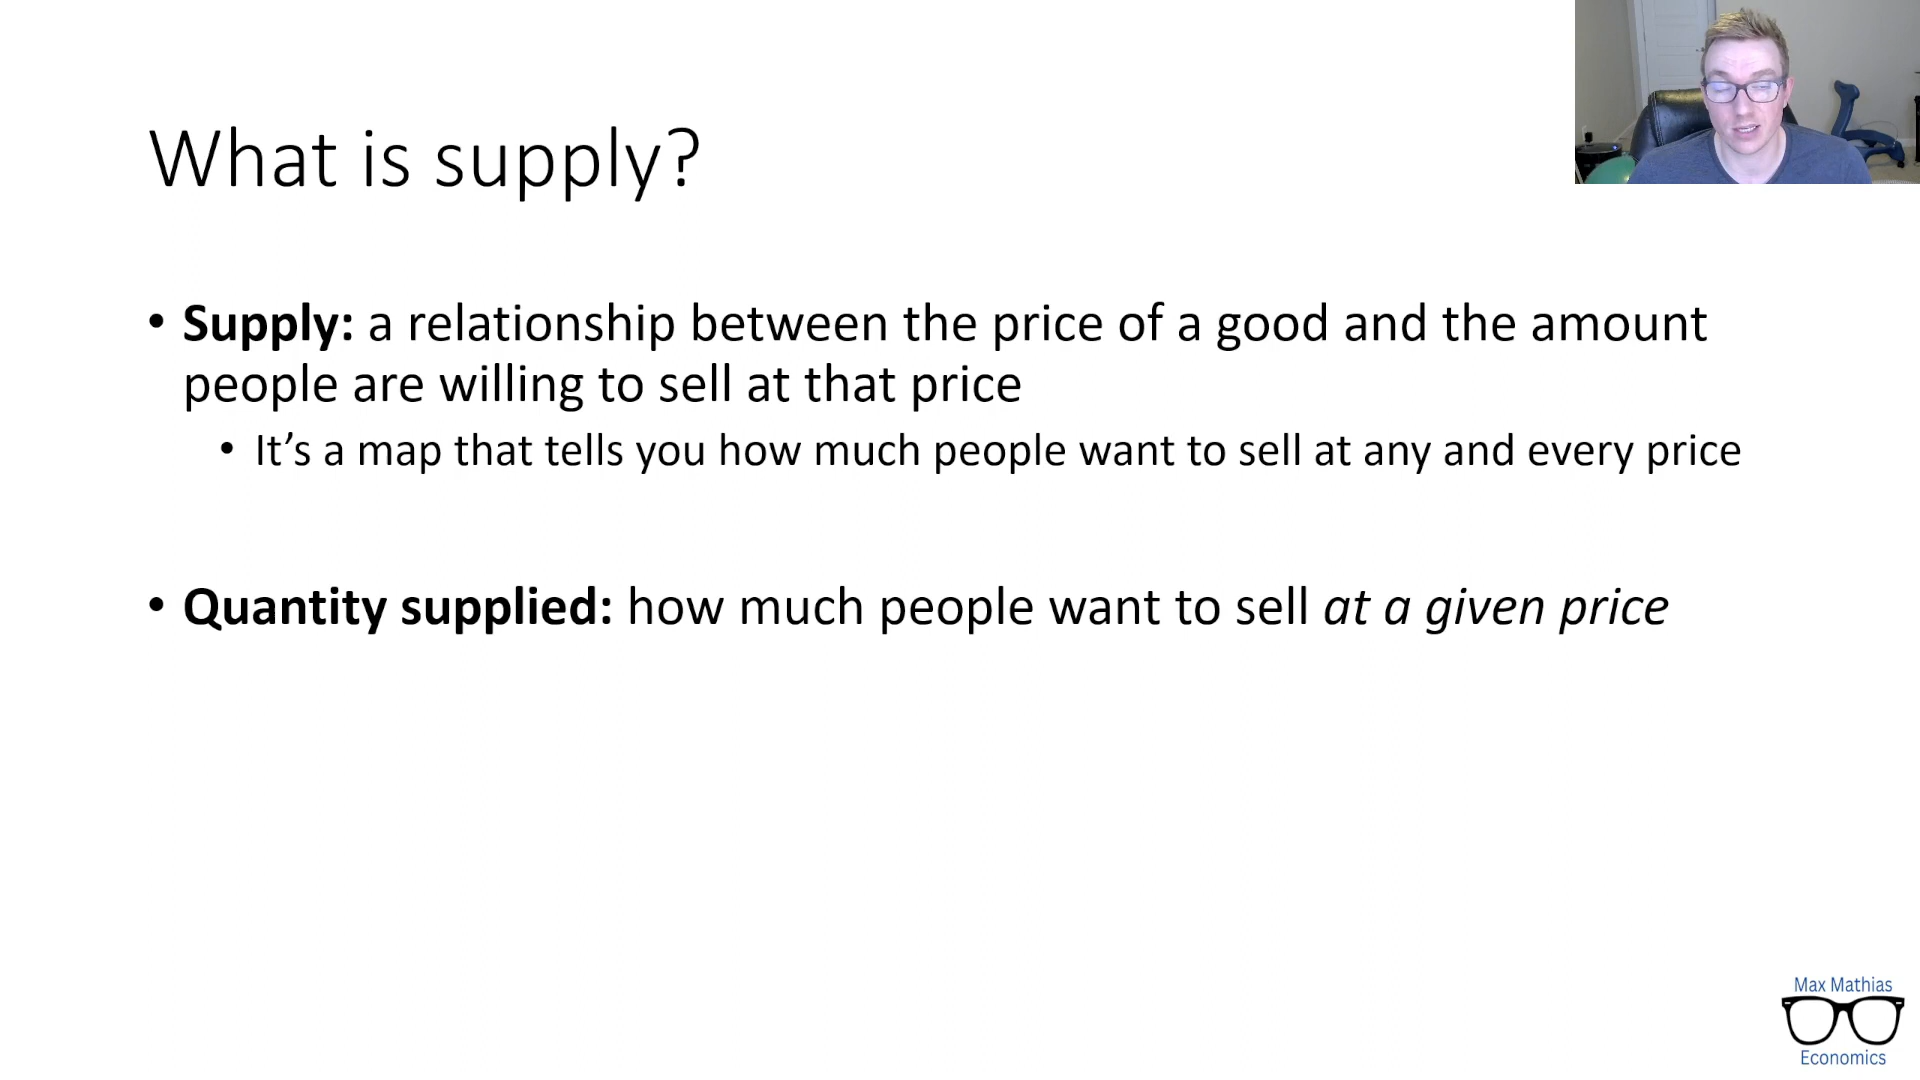 What is supply?
• Supply: a relationship between the price of a good and the amount
people are willing to sell at that price
• It’s a map that tells you how much people want to sell at any and every price
• Quantity supplied: how much people want to sell at a given price
Max Mathias
Economics